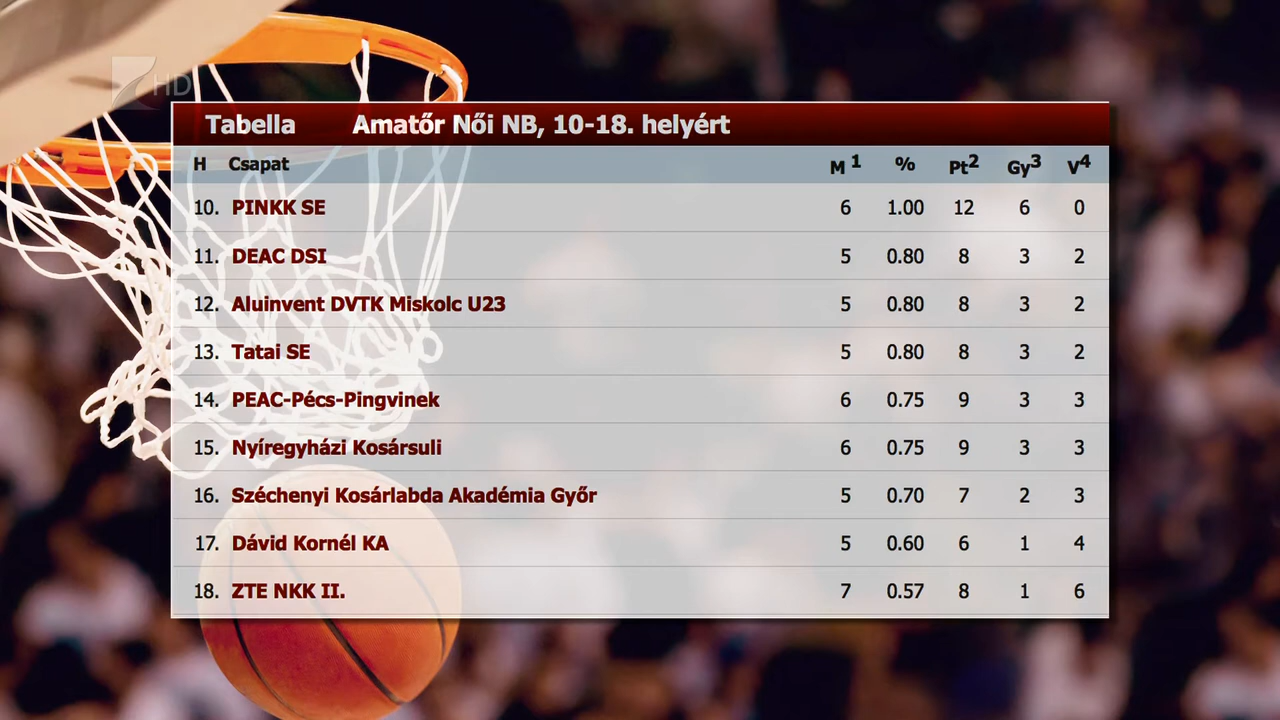 7 HD
Tabella Amatőr Női NB, 10-18. helyért
H Csapat M 1 % Pt2 Gy3 V4
10. PINKK SE 6 1.00 12 6 0
11. DEAC DSI 5 0.80 8 3 2
12. Aluinvent DVTK Miskolc U23 5 0.80 8 3 2
13. Tatai SE 5 0.80 8 3 2
14. PEAC-Pécs-Pingvinek 6 0.75 9 3 3
15. Nyíregyházi Kosársuli 6 0.75 9 3 3
16. Széchenyi Kosárlabda Akadémia Győr 5 0.70 7 2 3
17. Dávid Kornél KA 5 0.60 6 1 4
18. ZTE NKK II. 7 0.57 8 1 6